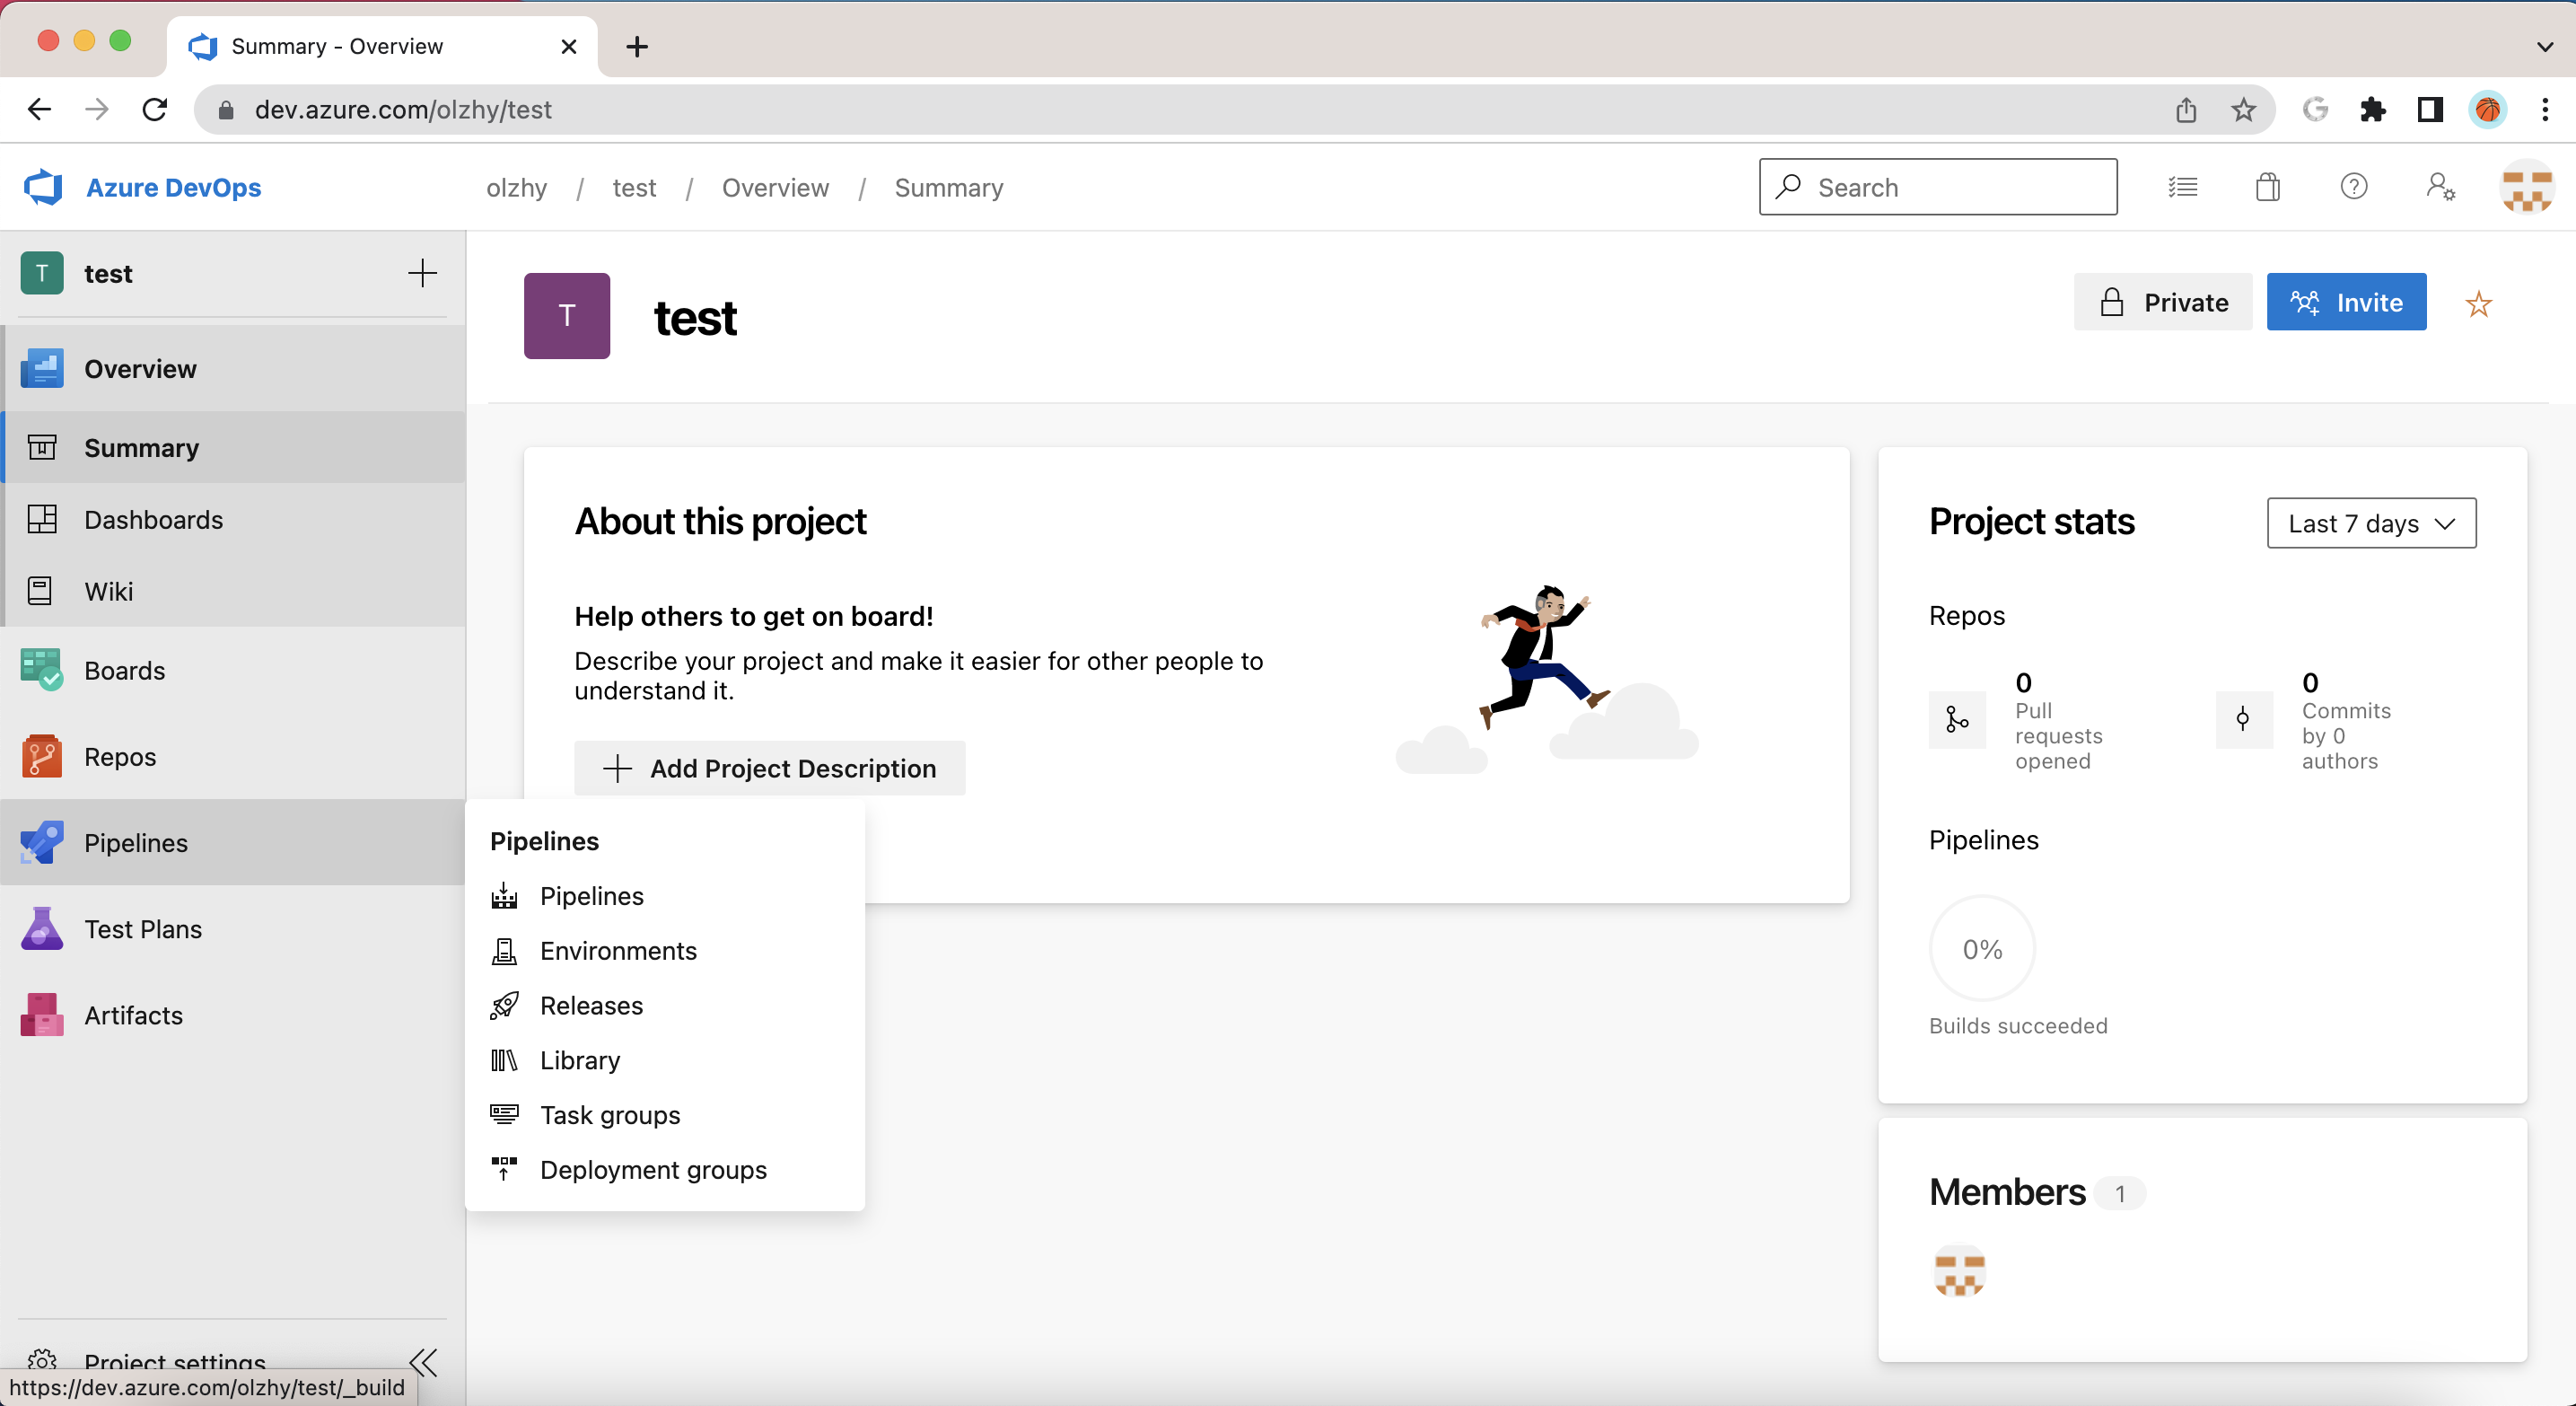 Summary - Overview
dev.azure.com/olzhy/test
Azure DevOps
olzhy / test / Overview / Summary
Search
T
test
Overview
Summary
Dashboards
Wiki
Boards
Repos
Pipelines
Test Plans
Artifacts
Project settings
https://dev.azure.com/olzhy/test/_build
T
test
Private
Invite
About this project
Help others to get on board!
Describe your project and make it easier for other people to
understand it.
Add Project Description
Pipelines
Pipelines
Environments
Releases
Library
Task groups
Deployment groups
Project stats
Last 7 days
Repos
0
Pull
requests
opened
0
Commits
by 0
authors
Pipelines
0%
Builds succeeded
Members 1